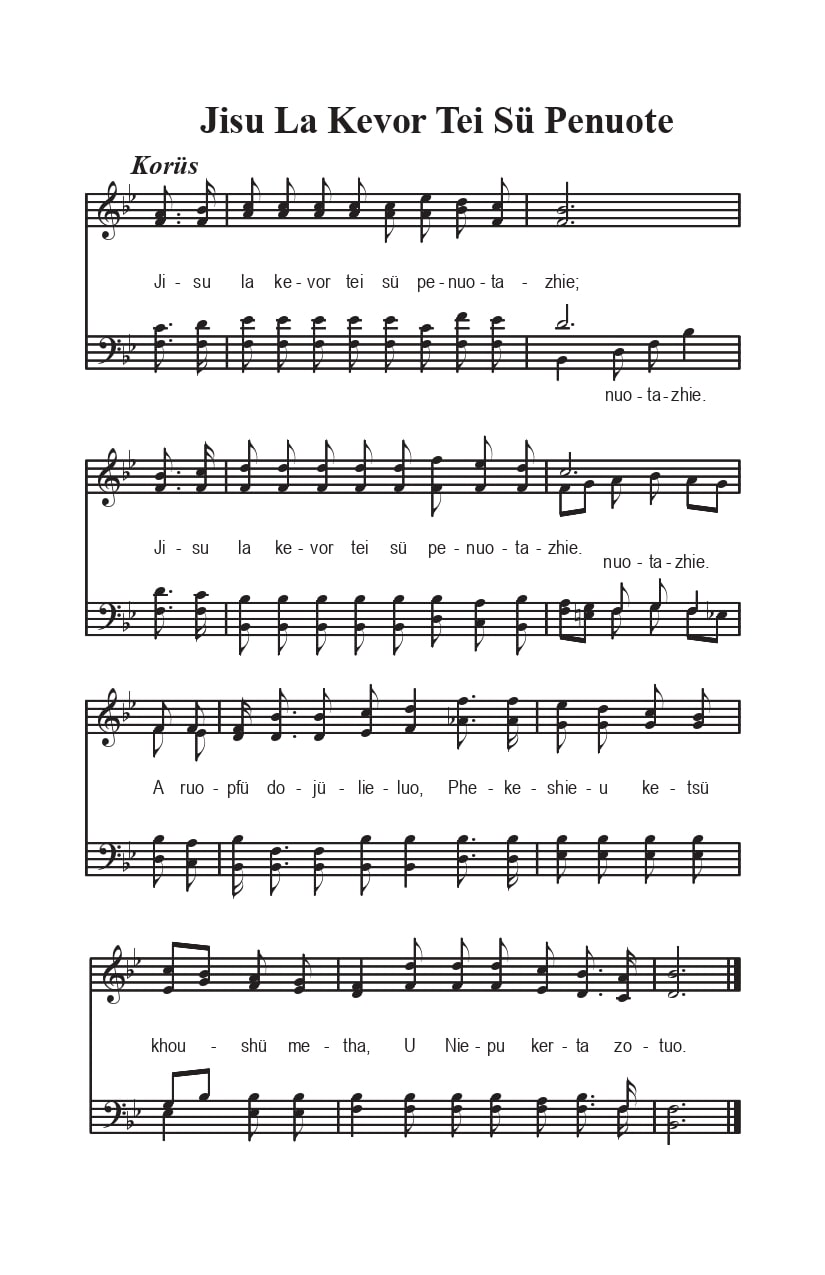 Jisu La Kevor Tei Sü Penuote
Korüs
Ji - su la ke - vor tei sü pe - nuo - ta - zhie;
nuo - ta - zhie.
Ji - su la ke - vor tei sü pe - nuo - ta - zhie.
nuo - ta - zhie.
A ruo - pfü do - jü - lie - luo, Phe - ke - shie - u ke - tsü
khou - shü me - tha, U Nie - pu ker - ta zo - tuo.